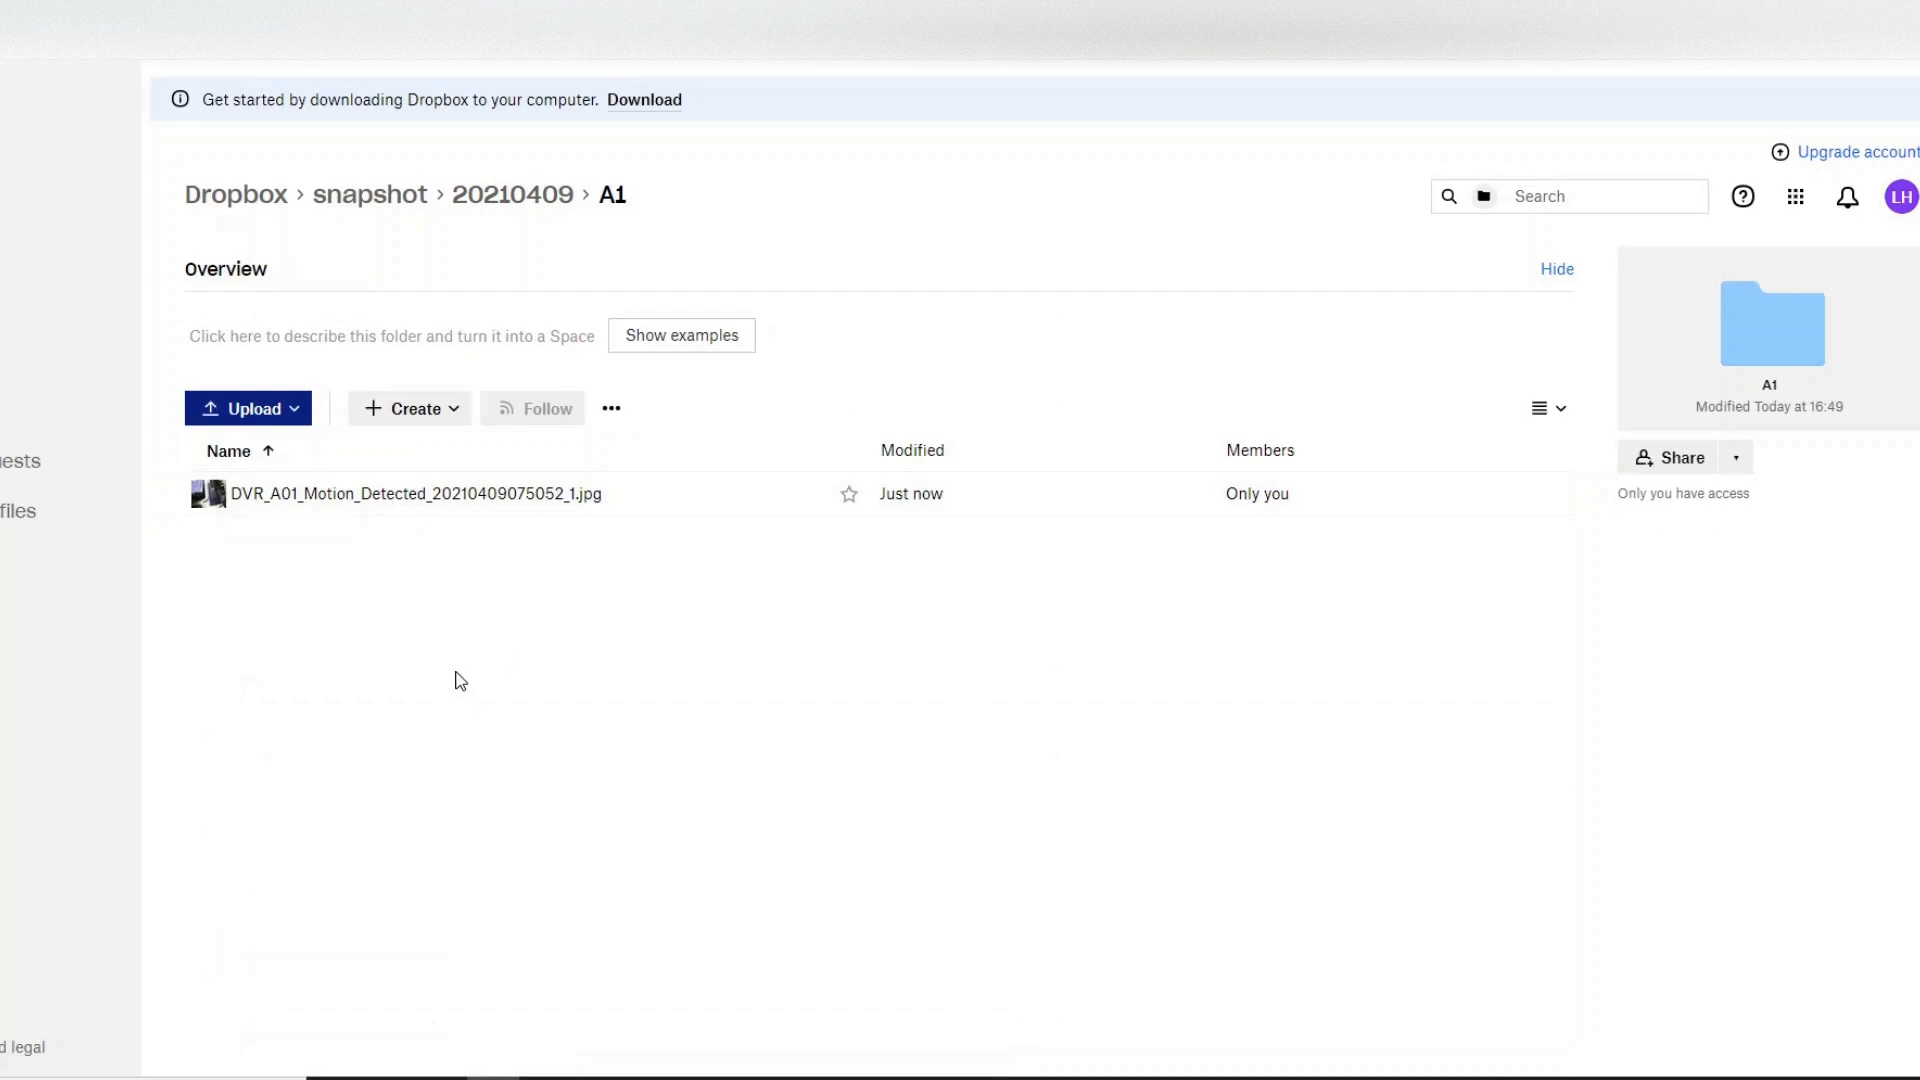 Get started by downloading Dropbox to your computer. Download
Upgrade account
Dropbox › snapshot › 20210409 › A1
Search
LH
Overview
Hide
Click here to describe this folder and turn it into a Space
Show examples
A1
Modified Today at 16:49
Upload
Create
Follow
Name
Modified
Members
Share
DVR_A01_Motion_Detected_20210409075052_1.jpg
Just now
Only you
Only you have access
ests
files
d legal